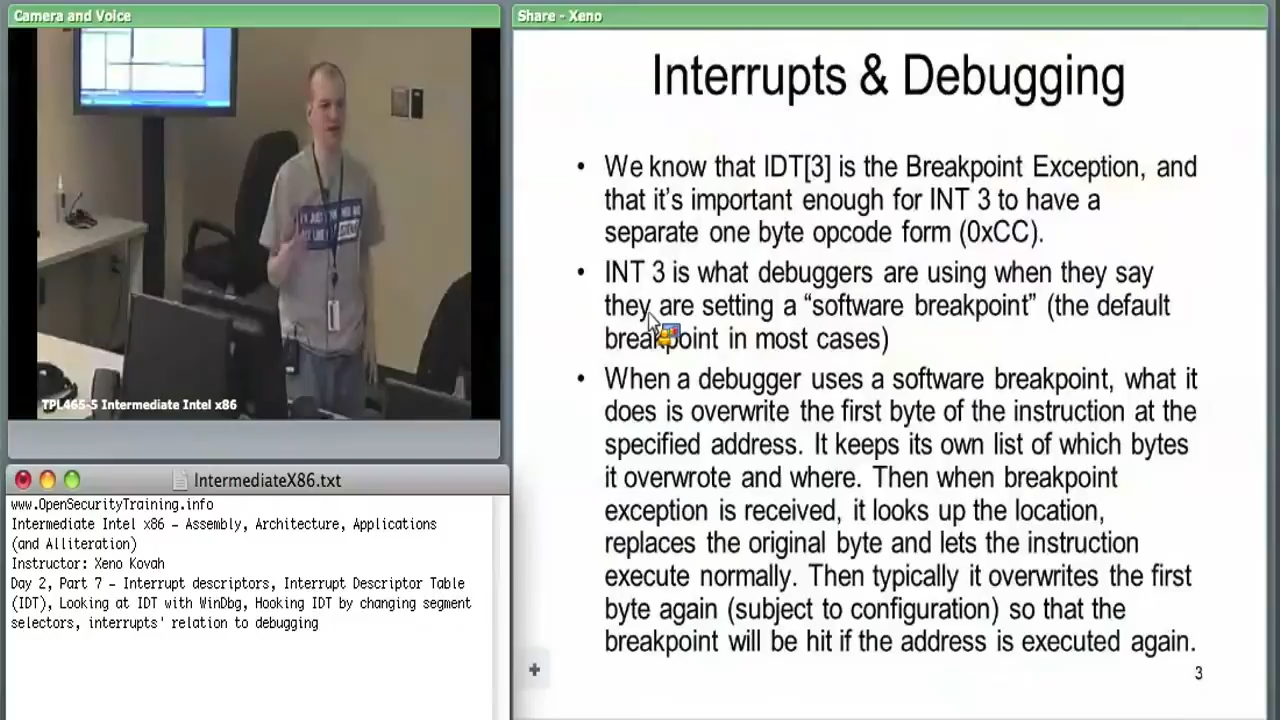 Camera and Voice
TPL465-5 Intermediate Intel x86
IntermediateX86.txt
www.OpenSecurityTraining.info
Intermediate Intel x86 – Assembly, Architecture, Applications
(and Alliteration)
Instructor: Xeno Kovah
Day 2, Part 7 – Interrupt descriptors, Interrupt Descriptor Table
(IDT), Looking at IDT with WinDbg, Hooking IDT by changing segment
selectors, interrupts' relation to debugging
Share - Xeno
Interrupts & Debugging
• We know that IDT[3] is the Breakpoint Exception, and
that it’s important enough for INT 3 to have a
separate one byte opcode form (0xCC).
• INT 3 is what debuggers are using when they say
they are setting a “software breakpoint” (the default
breakpoint in most cases)
• When a debugger uses a software breakpoint, what it
does is overwrite the first byte of the instruction at the
specified address. It keeps its own list of which bytes
it overwrote and where. Then when breakpoint
exception is received, it looks up the location,
replaces the original byte and lets the instruction
execute normally. Then typically it overwrites the first
byte again (subject to configuration) so that the
breakpoint will be hit if the address is executed again.
3